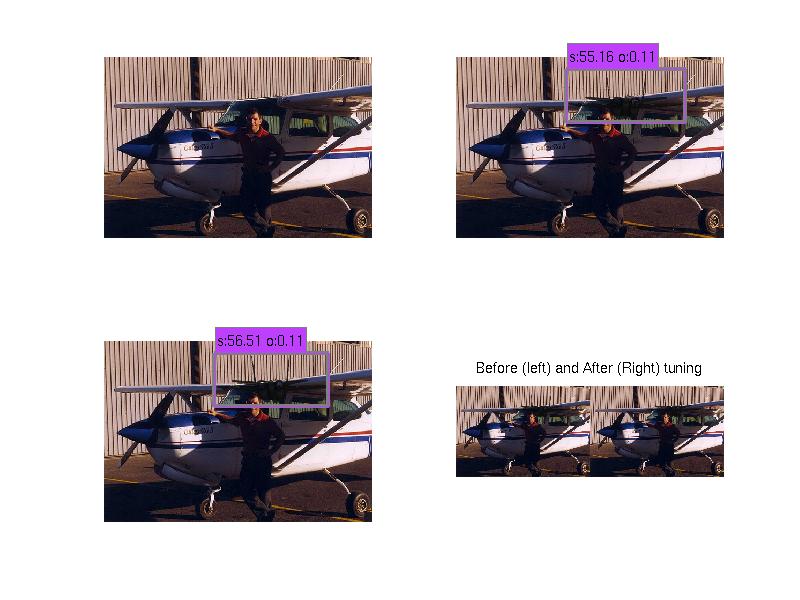 s:55.16 o:0.11
s:56.51 o:0.11
Before (left) and After (Right) tuning